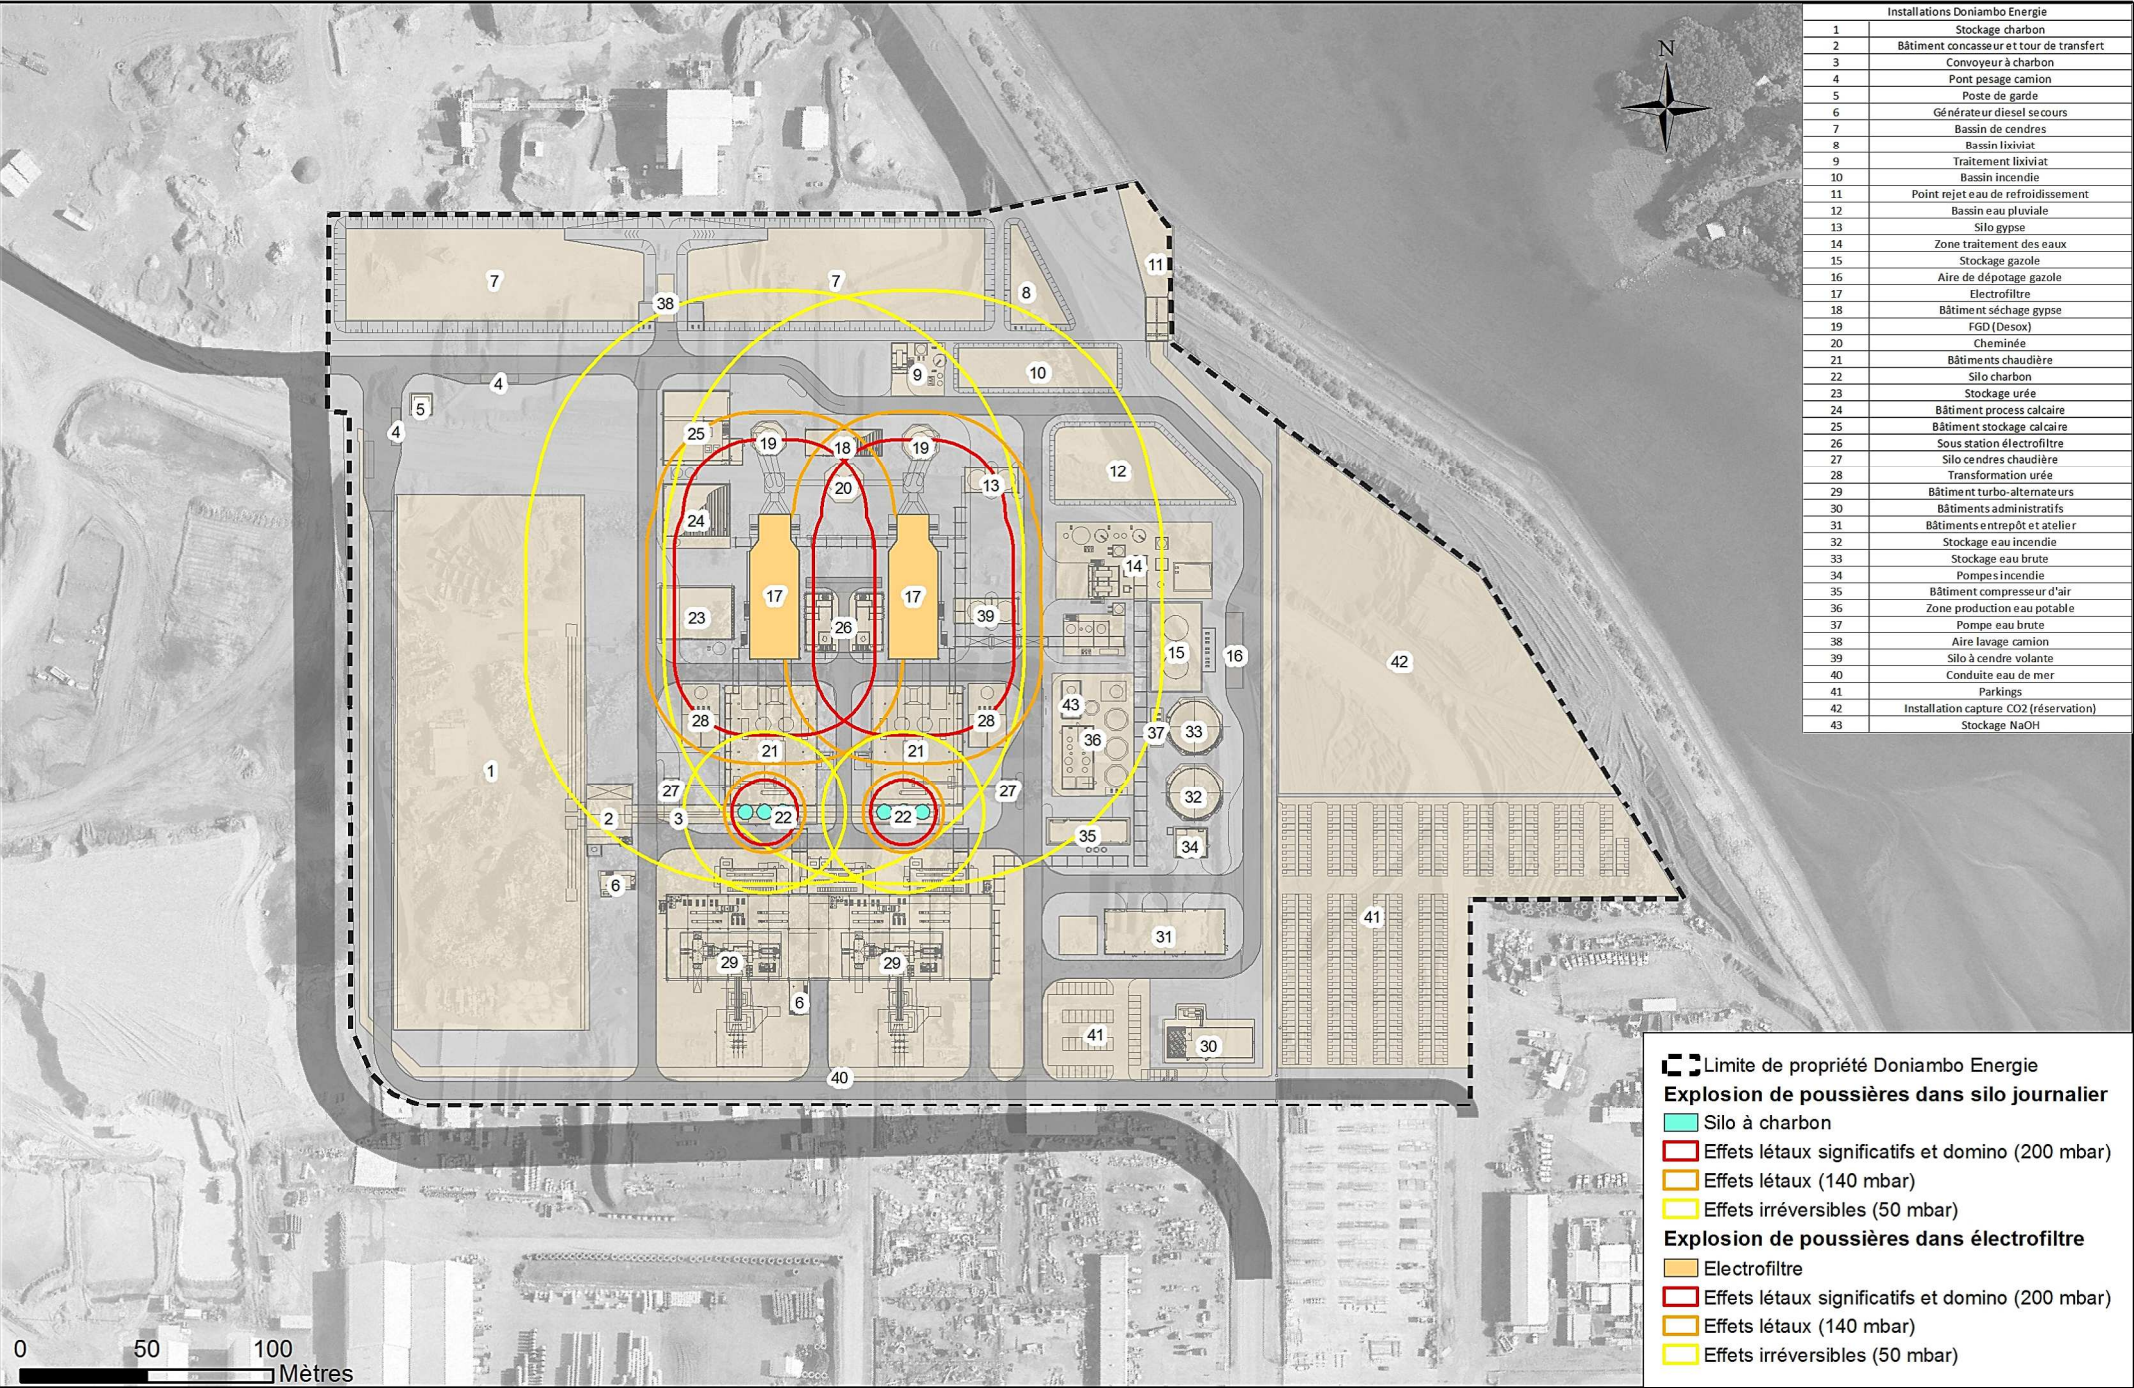 Installations Doniambo Energie
1 Stockage charbon
2 Bâtiment concasseur et tour de transfert
3 Convoyeur à charbon
4 Pont pesage camion
5 Poste de garde
6 Générateur diesel secours
7 Bassin de cendres
8 Bassin lixiviat
9 Traitement lixiviat
10 Bassin incendie
11 Point rejet eau de refroidissement
12 Bassin eau pluviale
13 Silo gypse
14 Zone traitement des eaux
15 Stockage gazole
16 Aire de dépotage gazole
17 Electrofiltre
18 Bâtiment séchage gypse
19 FGD (Desox)
20 Cheminée
21 Bâtiments chaudière
22 Silo charbon
23 Stockage urée
24 Bâtiment process calcaire
25 Bâtiment stockage calcaire
26 Sous station électrofiltre
27 Silo cendres chaudière
28 Transformation urée
29 Bâtiment turbo-alternateurs
30 Bâtiments administratifs
31 Bâtiments entrepôt et atelier
32 Stockage eau incendie
33 Stockage eau brute
34 Pompes incendie
35 Bâtiment compresseur d'air
36 Zone production eau potable
37 Pompe eau brute
38 Aire lavage camion
39 Silo à cendre volante
40 Conduite eau de mer
41 Parkings
42 Installation capture CO2 (réservation)
43 Stockage NaOH
N
11
7
7
8
38
9
10
4
5
4
25
19
18
19
12
20
13
24
14
17
17
23
39
26
15
16
42
28
28
43
37
33
36
21
21
1
27
27
32
2
3
22
22
35
34
6
41
31
29
29
6
41
30
40
Limite de propriété Doniambo Energie
Explosion de poussières dans silo journalier
Silo à charbon
Effets létaux significatifs et domino (200 mbar)
Effets létaux (140 mbar)
Effets irréversibles (50 mbar)
Explosion de poussières dans électrofiltre
Electrofiltre
Effets létaux significatifs et domino (200 mbar)
Effets létaux (140 mbar)
Effets irréversibles (50 mbar)
0 50 100
Mètres